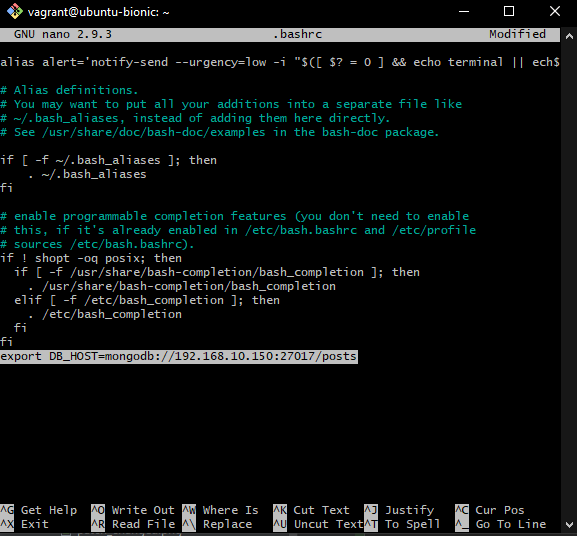 vagrant@ubuntu-bionic: ~
GNU nano 2.9.3 .bashrc Modified
alias alert='notify-send --urgency=low -i "$([ $? = 0 ] && echo terminal || ech$
# Alias definitions.
# You may want to put all your additions into a separate file like
# ~/.bash_aliases, instead of adding them here directly.
# See /usr/share/doc/bash-doc/examples in the bash-doc package.
if [ -f ~/.bash_aliases ]; then
    . ~/.bash_aliases
fi
# enable programmable completion features (you don't need to enable
# this, if it's already enabled in /etc/bash.bashrc and /etc/profile
# sources /etc/bash.bashrc).
if ! shopt -oq posix; then
  if [ -f /usr/share/bash-completion/bash_completion ]; then
    . /usr/share/bash-completion/bash_completion
  elif [ -f /etc/bash_completion ]; then
    . /etc/bash_completion
  fi
fi
export DB_HOST=mongodb://192.168.10.150:27017/posts
^G Get Help ^O Write Out ^W Where Is ^K Cut Text ^J Justify ^C Cur Pos
^X Exit ^R Read File ^\ Replace ^U Uncut Text ^T To Spell ^_ Go To Line